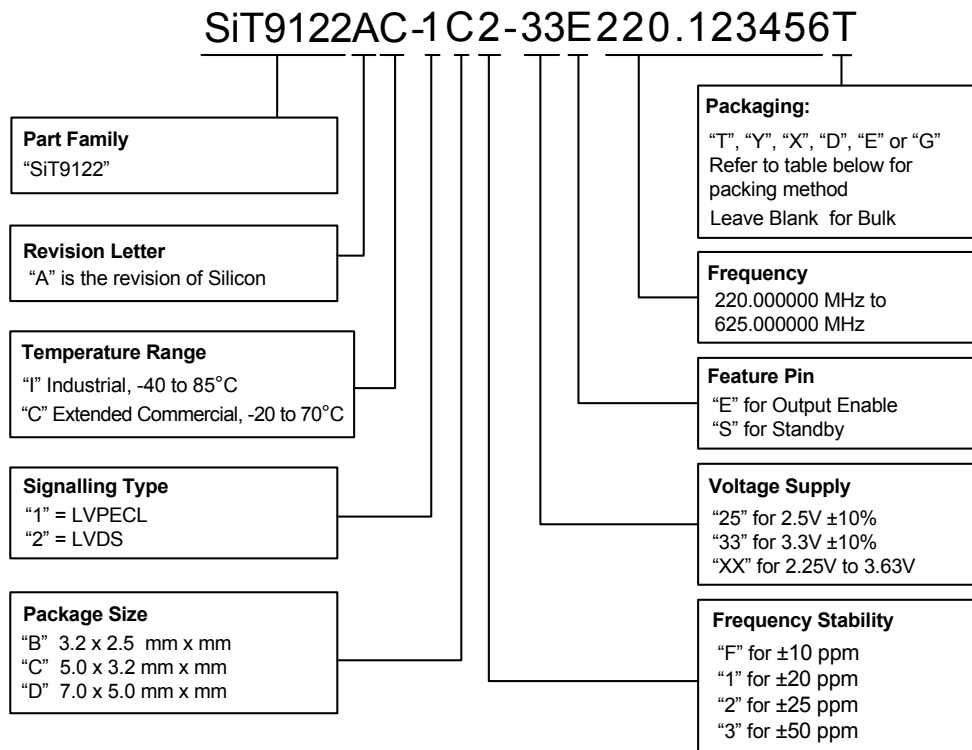 SiT9122AC-1C2-33E220.123456T
Part Family
“SiT9122”
Revision Letter
“A” is the revision of Silicon
Temperature Range
“I” Industrial, -40 to 85°C
“C” Extended Commercial, -20 to 70°C
Signalling Type
“1” = LVPECL
“2” = LVDS
Package Size
“B” 3.2 x 2.5 mm x mm
“C” 5.0 x 3.2 mm x mm
“D” 7.0 x 5.0 mm x mm
Packaging:
“T”, “Y”, “X”, “D”, “E” or “G”
Refer to table below for
packing method
Leave Blank for Bulk
Frequency
220.000000 MHz to
625.000000 MHz
Feature Pin
“E” for Output Enable
“S” for Standby
Voltage Supply
“25” for 2.5V ±10%
“33” for 3.3V ±10%
“XX” for 2.25V to 3.63V
Frequency Stability
“F” for ±10 ppm
“1” for ±20 ppm
“2” for ±25 ppm
“3” for ±50 ppm